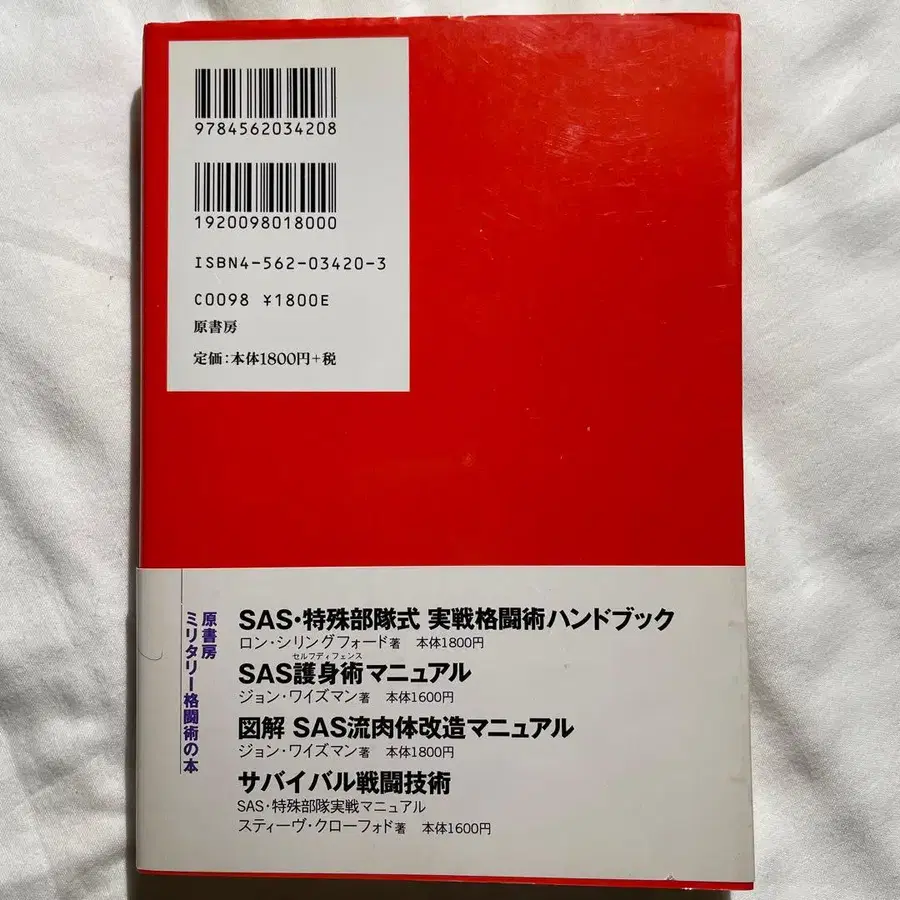 9784562034208
1920098018000
ISBN4-562-03420-3
C0098 ¥1800E
原書房
定価:本体1800円+税
原書房
ミリタリー格闘術の本
SAS・特殊部隊式 実戦格闘術ハンドブック
ロン・シリングフォード著 本体1800円
セルフディフェンス
SAS護身術マニュアル
ジョン・ワイズマン著 本体1600円
図解 SAS流肉体改造マニュアル
ジョン・ワイズマン著 本体1800円
サバイバル戦闘技術
SAS・特殊部隊実戦マニュアル
スティーヴ・クローフォド著 本体1600円